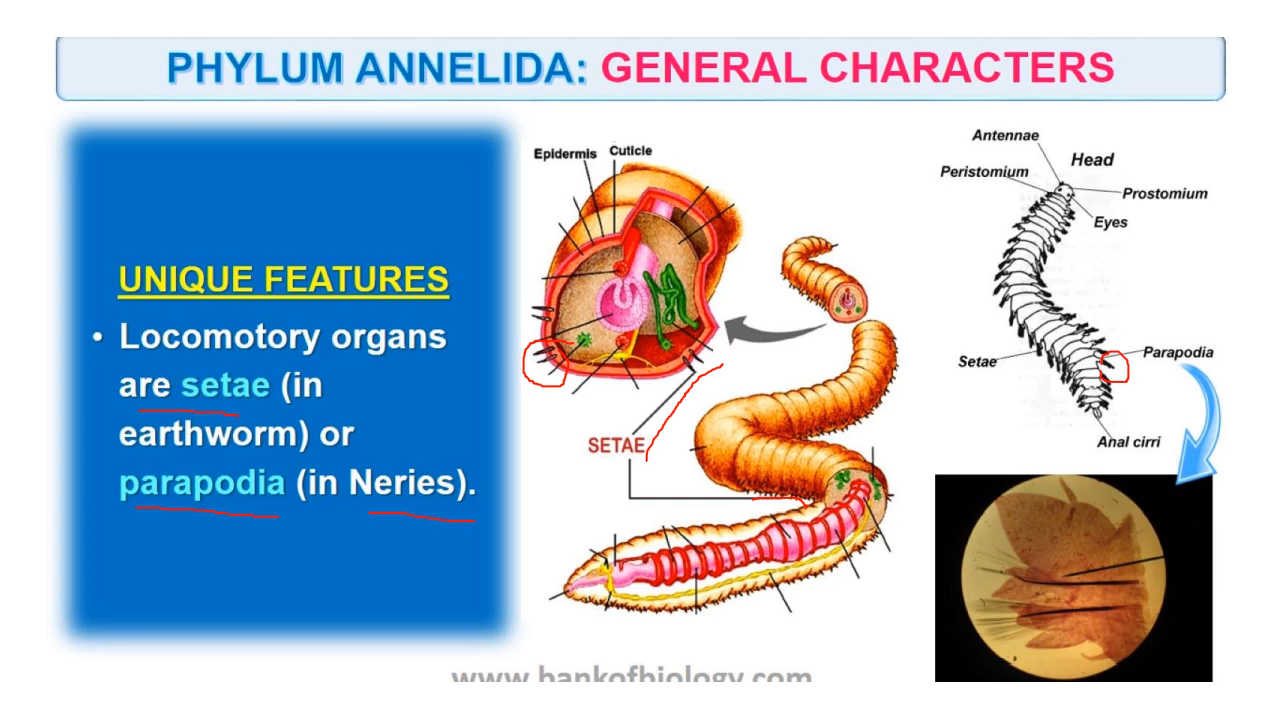 PHYLUM ANNELIDA: GENERAL CHARACTERS
UNIQUE FEATURES
• Locomotory organs
are setae (in
earthworm) or
parapodia (in Neries).
Epidermis
Cuticle
SETAE
Antennae
Head
Peristomium
Prostomium
Eyes
Setae
Parapodia
Anal cirri
www.bankofbiology.com